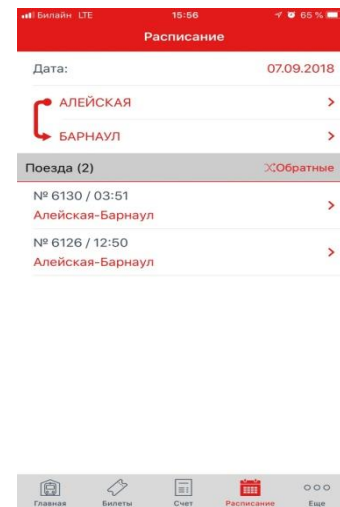 Билайн LTE 15:56 65 %
Расписание
Дата: 07.09.2018
АЛЕЙСКАЯ
БАРНАУЛ
Поезда (2) Обратные
№ 6130 / 03:51
Алейская-Барнаул
№ 6126 / 12:50
Алейская-Барнаул
Главная Билеты Счет Расписание Еще